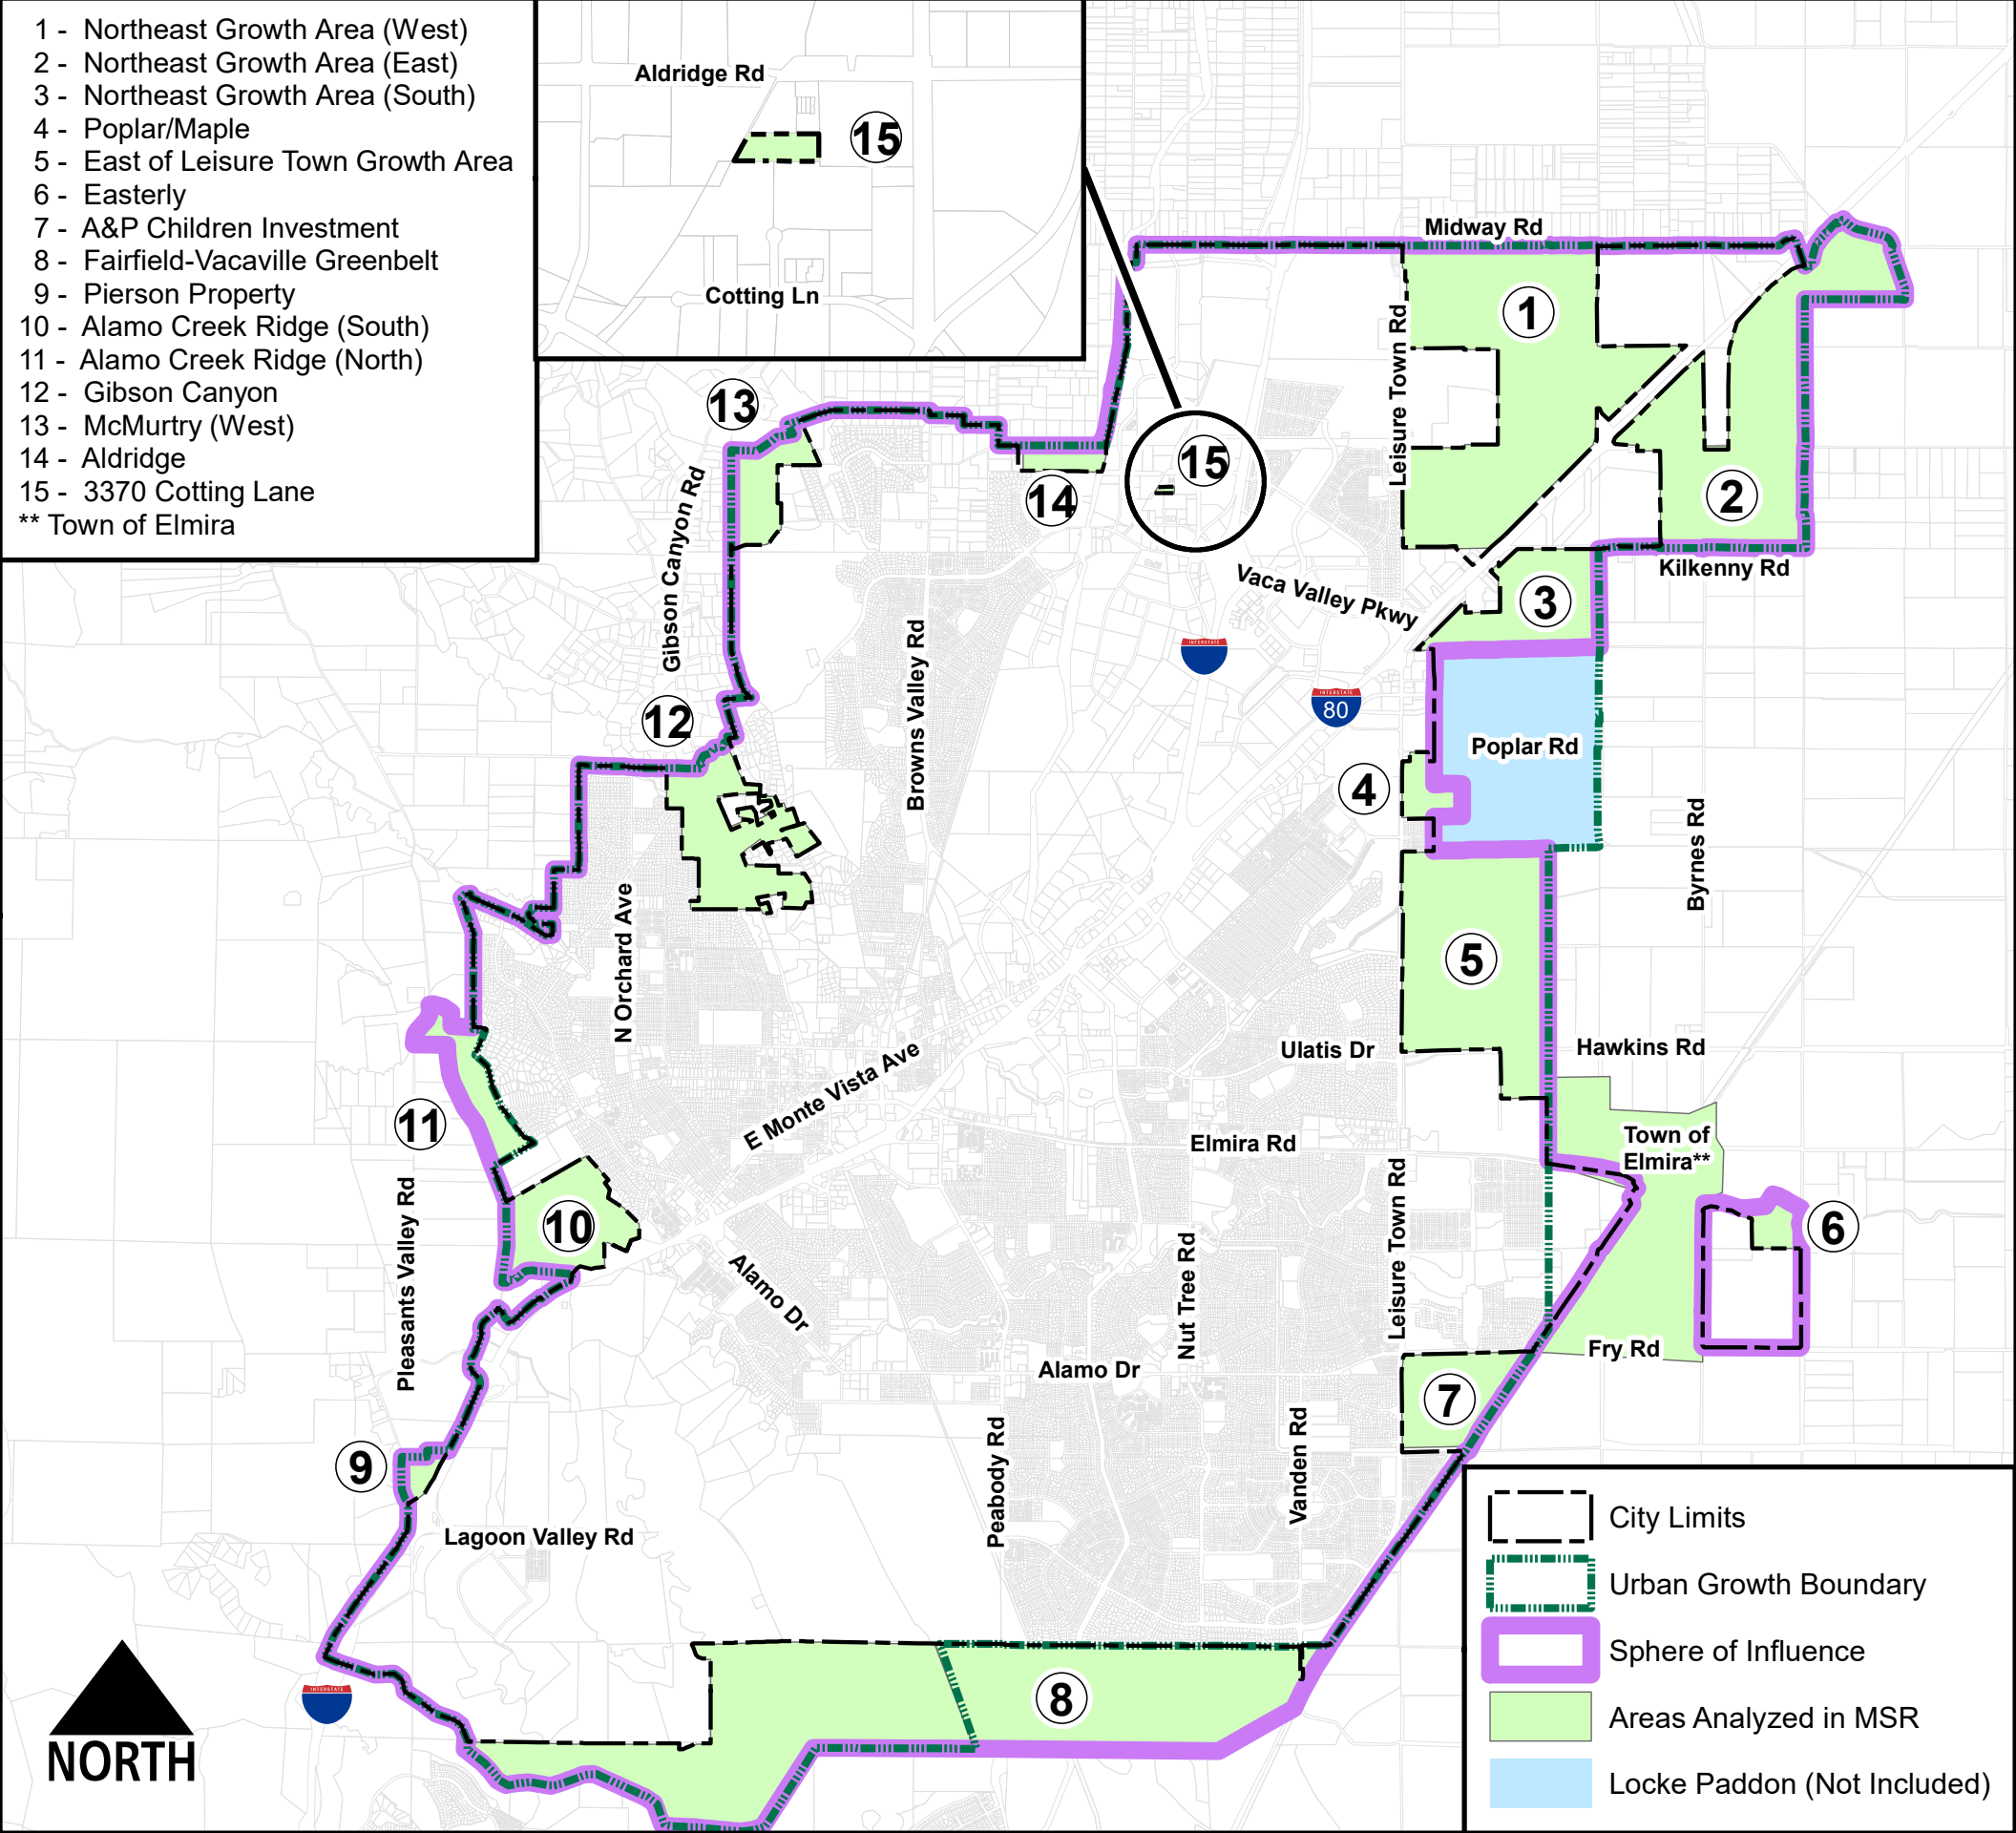 1 - Northeast Growth Area (West)
2 - Northeast Growth Area (East)
3 - Northeast Growth Area (South)
4 - Poplar/Maple
5 - East of Leisure Town Growth Area
6 - Easterly
7 - A&P Children Investment
8 - Fairfield-Vacaville Greenbelt
9 - Pierson Property
10 - Alamo Creek Ridge (South)
11 - Alamo Creek Ridge (North)
12 - Gibson Canyon
13 - McMurtry (West)
14 - Aldridge
15 - 3370 Cotting Lane
** Town of Elmira
Aldridge Rd
15
Cotting Ln
Midway Rd
1
Leisure Town Rd
13
15
14
2
Gibson Canyon Rd
Kilkenny Rd
Vaca Valley Pkwy
3
INTERSTATE
INTERSTATE
80
12
Browns Valley Rd
Poplar Rd
4
Byrnes Rd
N Orchard Ave
5
Ulatis Dr
Hawkins Rd
E Monte Vista Ave
11
Elmira Rd
Town of
Elmira**
10
6
Pleasants Valley Rd
Alamo Dr
Nut Tree Rd
Leisure Town Rd
Fry Rd
Alamo Dr
7
9
Peabody Rd
Vanden Rd
Lagoon Valley Rd
8
INTERSTATE
NORTH
City Limits
Urban Growth Boundary
Sphere of Influence
Areas Analyzed in MSR
Locke Paddon (Not Included)